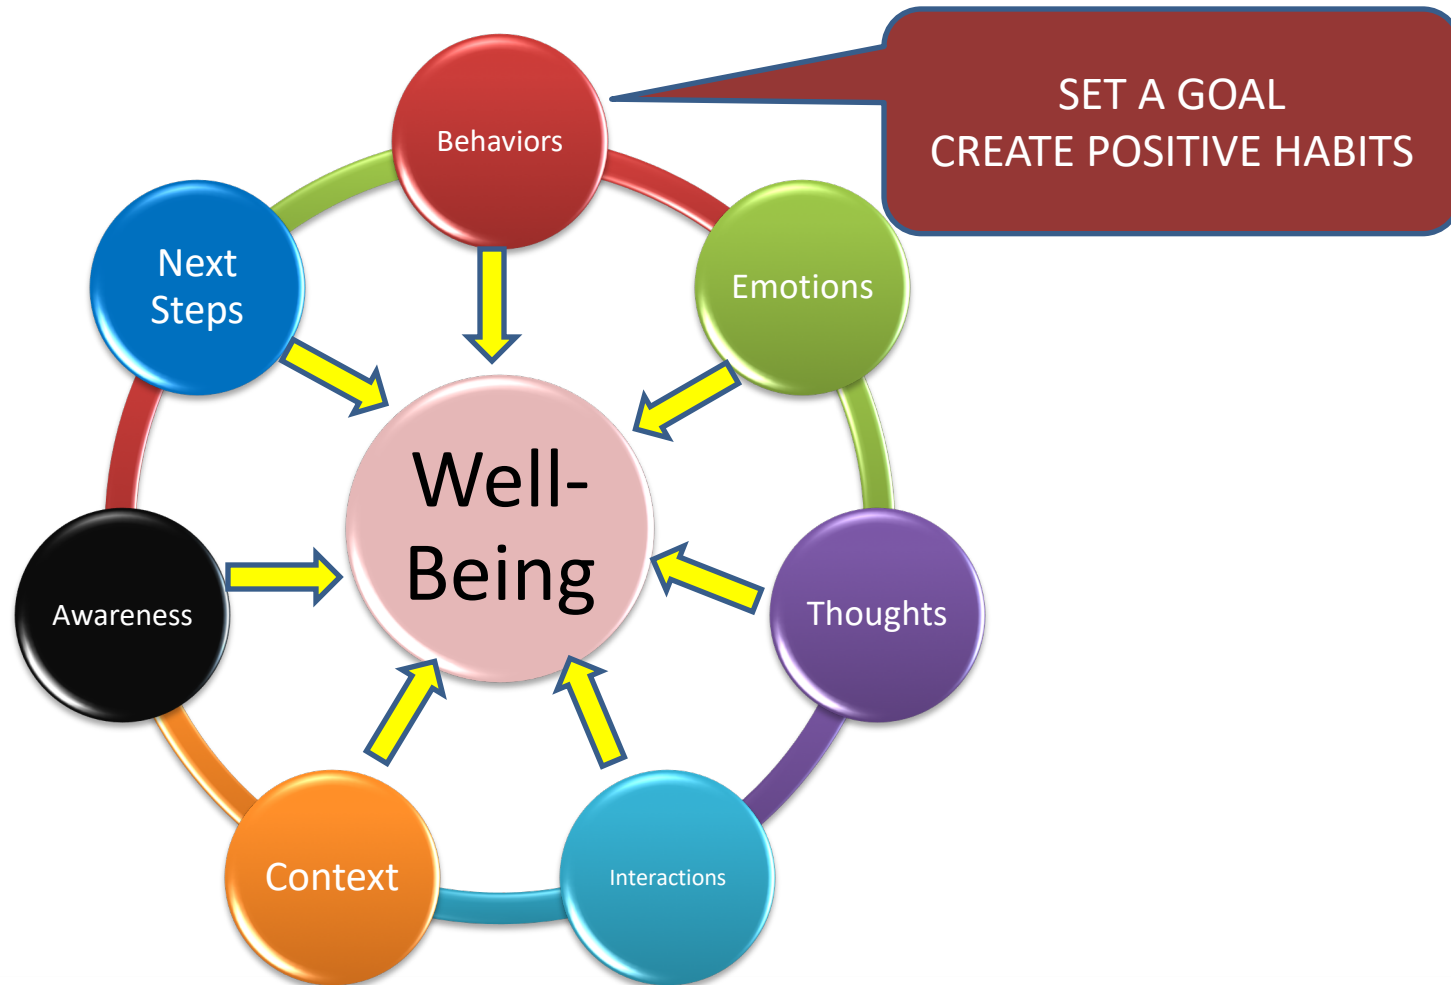 SET A GOAL
CREATE POSITIVE HABITS
Behaviors
Next
Steps
Emotions
Well-
Being
Awareness
Thoughts
Context
Interactions